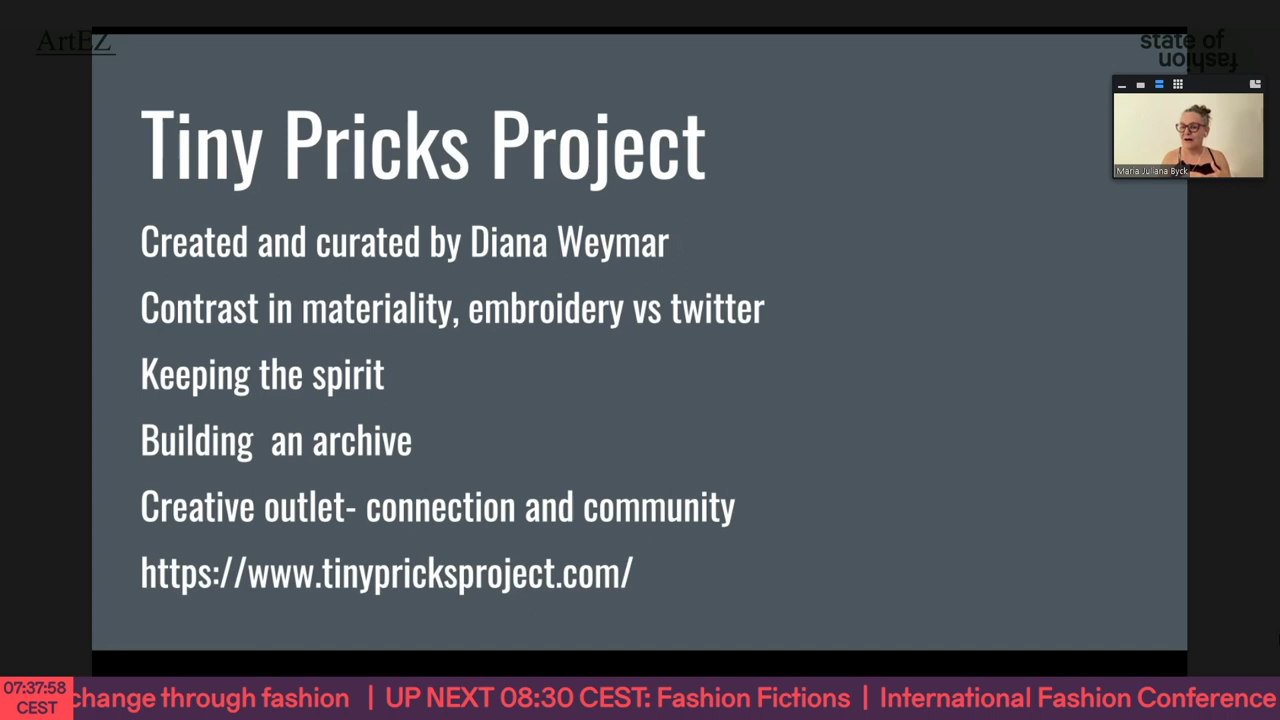 ArtEZ
state of
fashion
Maria Juliana Byck
Tiny Pricks Project
Created and curated by Diana Weymar
Contrast in materiality, embroidery vs twitter
Keeping the spirit
Building  an archive
Creative outlet- connection and community
https://www.tinypricksproject.com/
07:37:58
CEST
change through fashion | UP NEXT 08:30 CEST: Fashion Fictions | International Fashion Conference